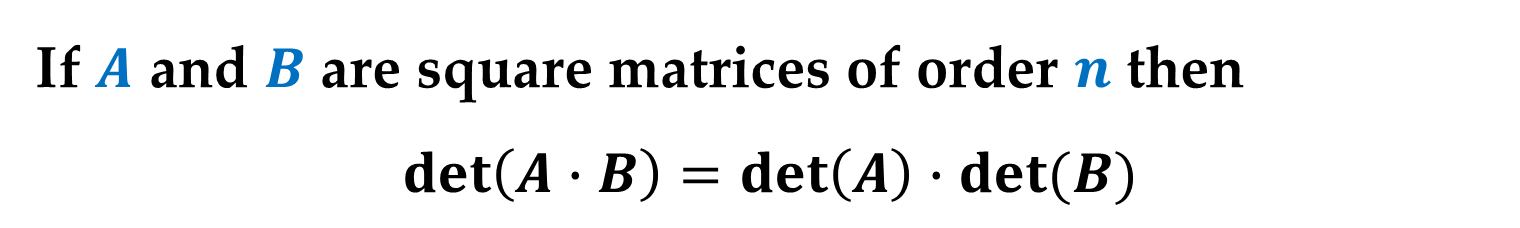 If A and B are square matrices of order n then
det(A · B) = det(A) · det(B)